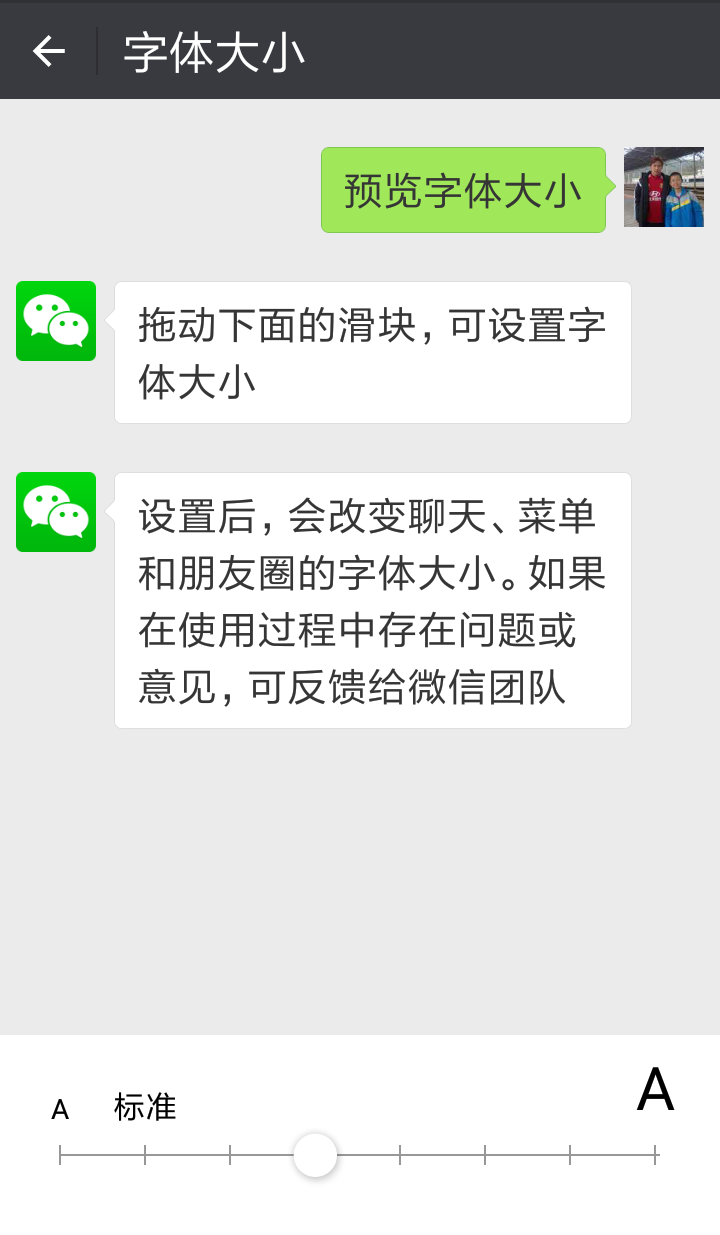 字体大小
预览字体大小
拖动下面的滑块,可设置字
体大小
设置后,会改变聊天、菜单
和朋友圈的字体大小。如果
在使用过程中存在问题或
意见,可反馈给微信团队
A
A 标准